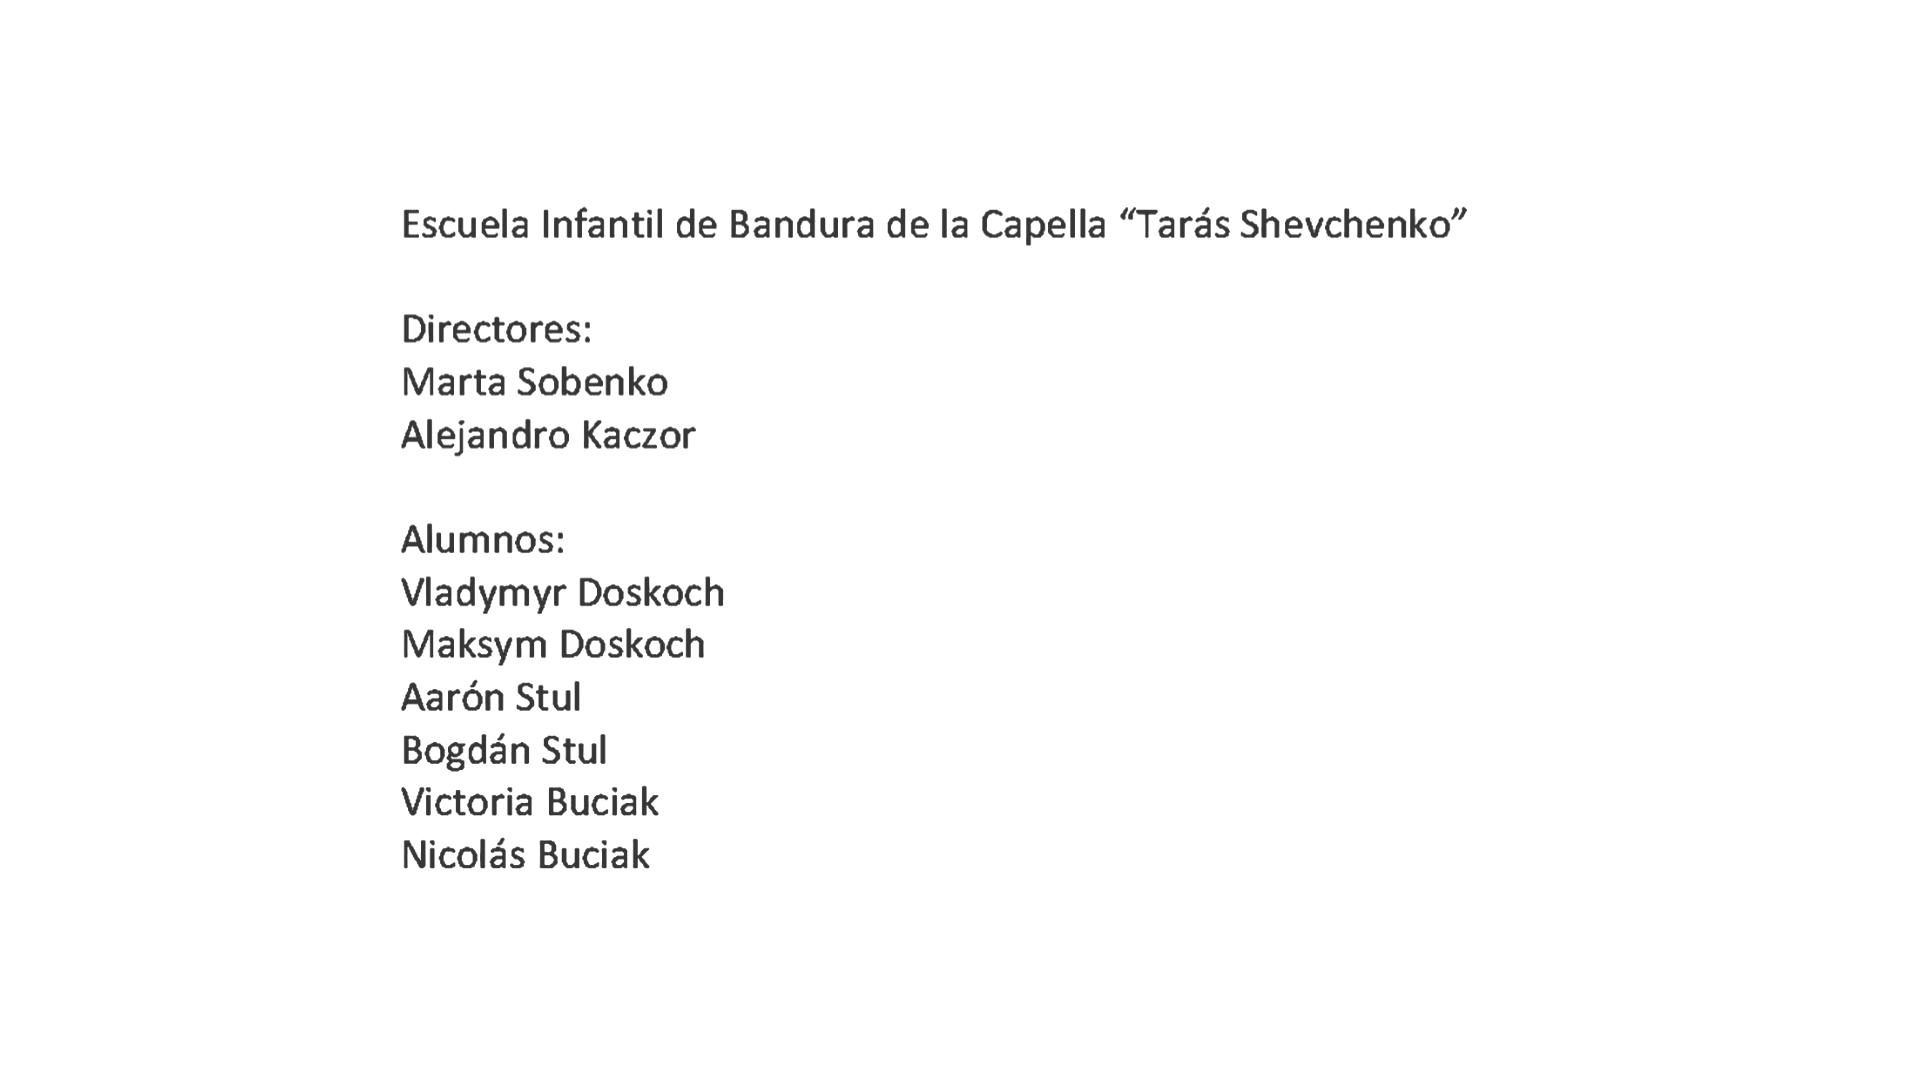 Escuela Infantil de Bandura de la Capella “Tarás Shevchenko”
Directores:
Marta Sobenko
Alejandro Kaczor
Alumnos:
Vladymyr Doskoch
Maksym Doskoch
Aarón Stul
Bogdán Stul
Victoria Buciak
Nicolás Buciak